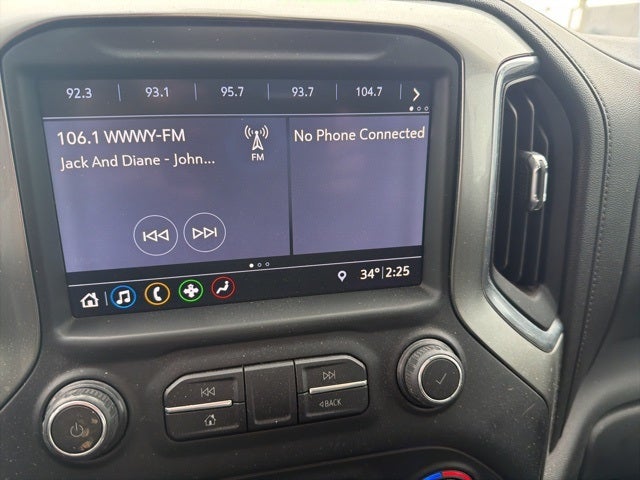 92.3 93.1 95.7 93.7 104.7
106.1 WWWY-FM
Jack And Diane - John...
FM
No Phone Connected
34° 2:25
BACK